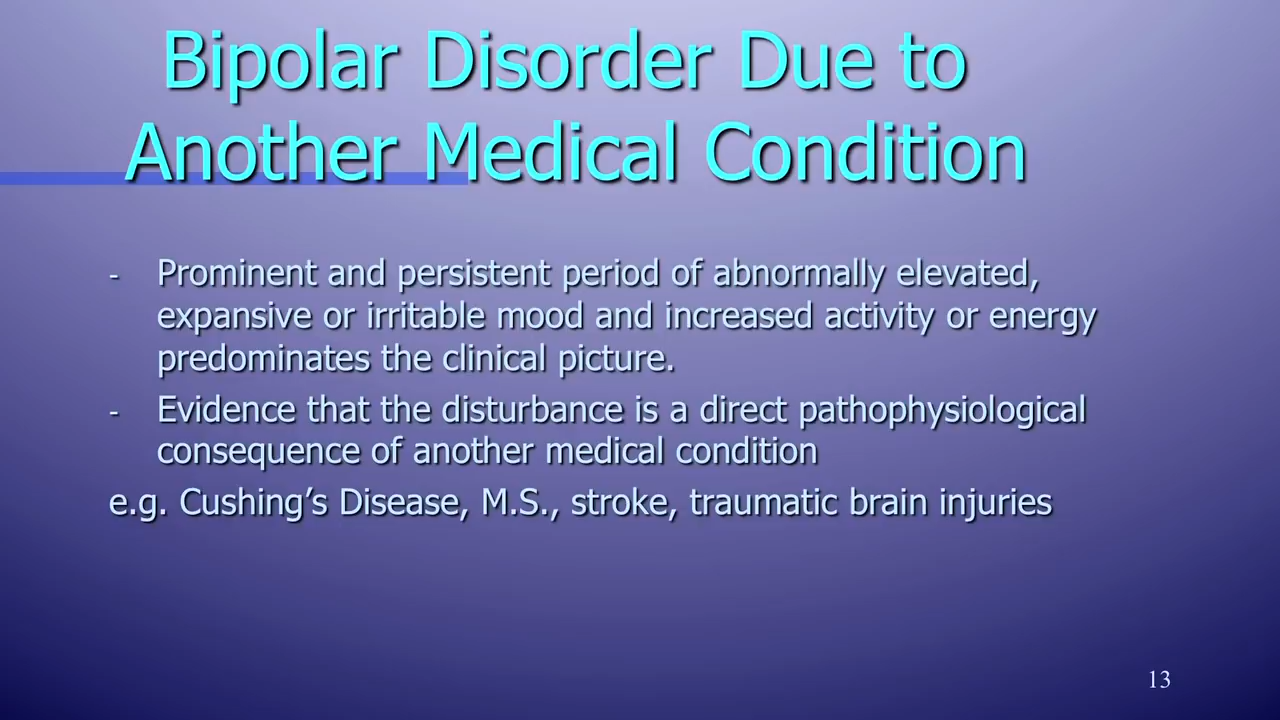 Bipolar Disorder Due to
Another Medical Condition
- Prominent and persistent period of abnormally elevated,
expansive or irritable mood and increased activity or energy
predominates the clinical picture.
- Evidence that the disturbance is a direct pathophysiological
consequence of another medical condition
e.g. Cushing’s Disease, M.S., stroke, traumatic brain injuries
13